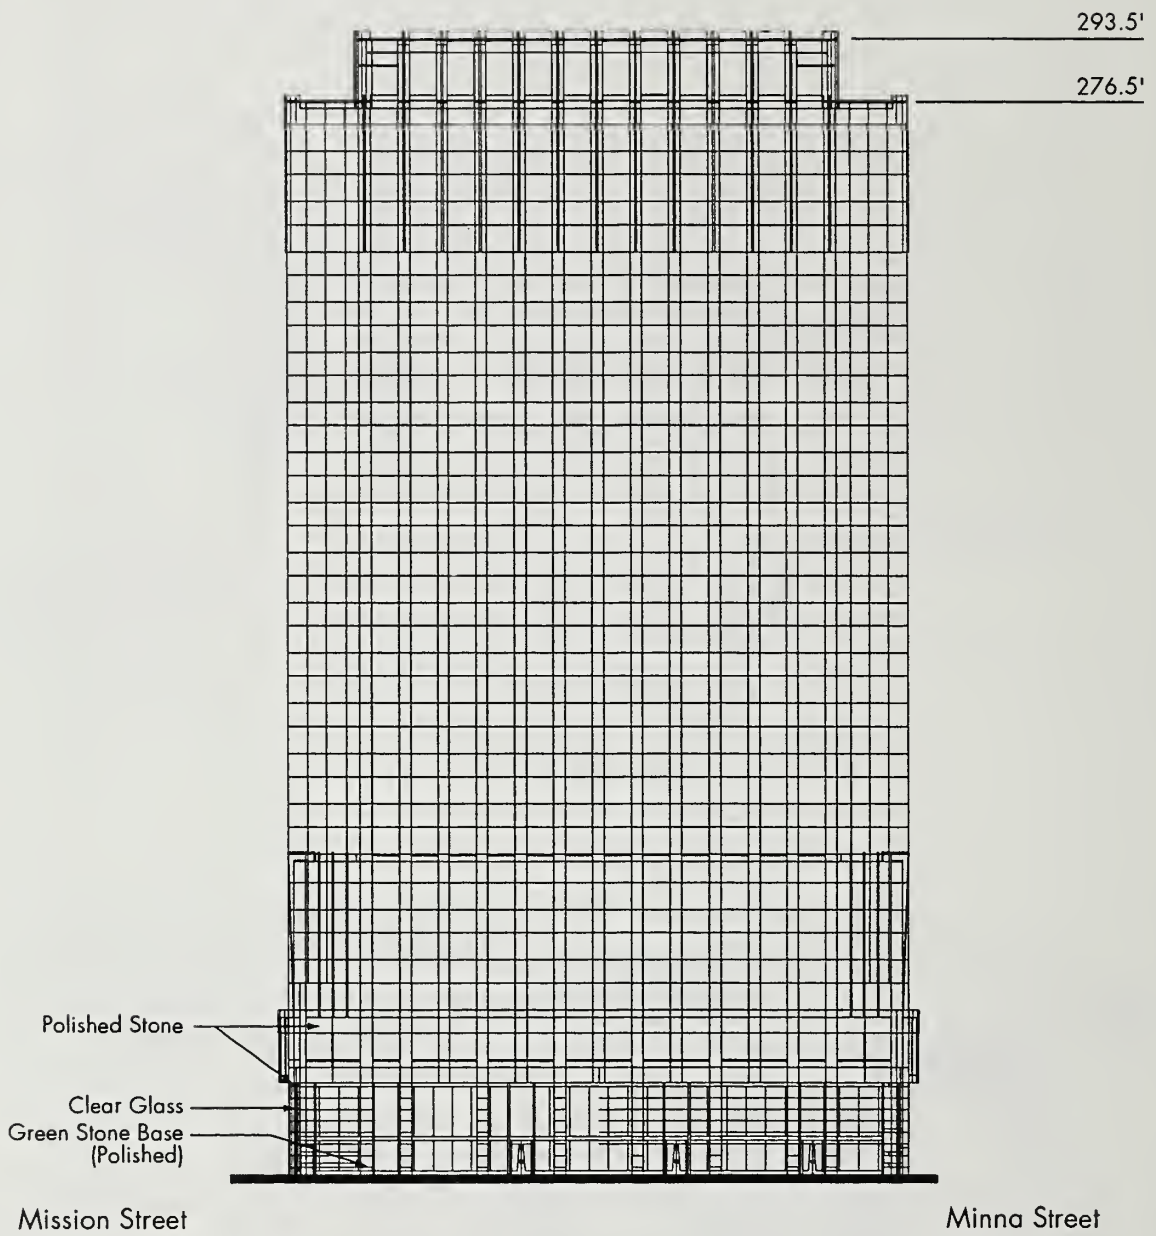 293.5'
276.5'
Polished Stone
Clear Glass
Green Stone Base
(Polished)
Mission Street
Minna Street